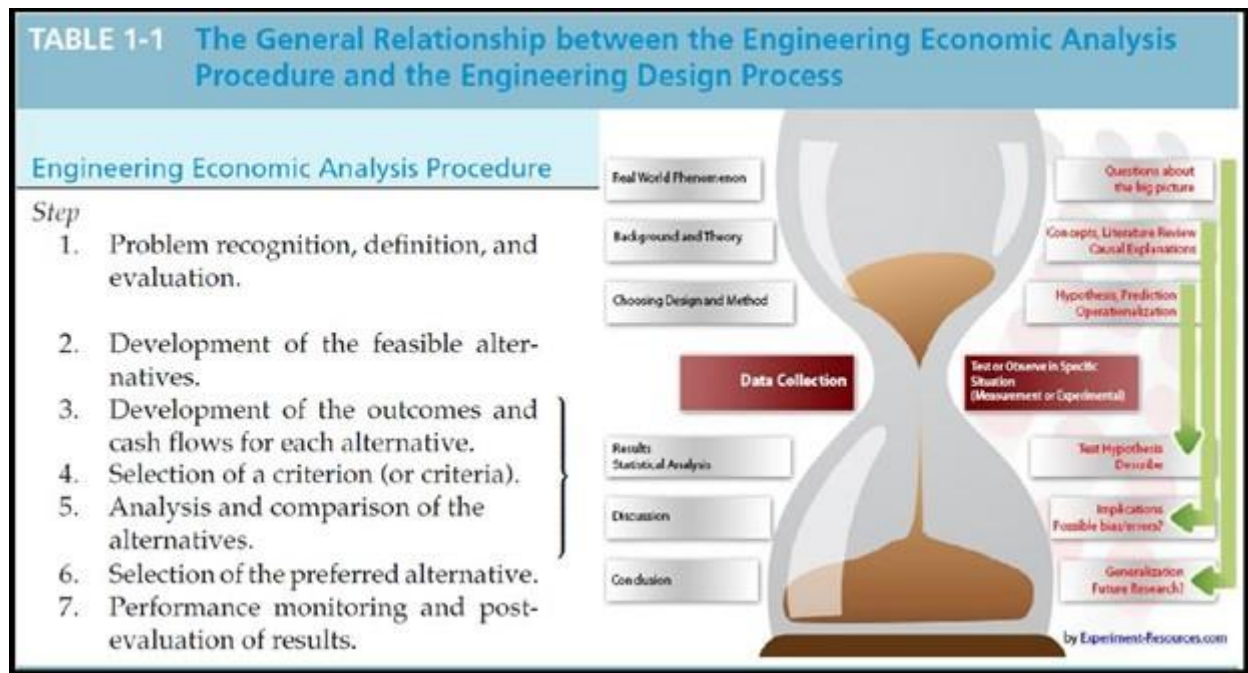 TABLE 1-1 The General Relationship between the Engineering Economic Analysis
Procedure and the Engineering Design Process
Engineering Economic Analysis Procedure
Step
1. Problem recognition, definition, and
evaluation.
2. Development of the feasible alter-
natives.
3. Development of the outcomes and
cash flows for each alternative.
4. Selection of a criterion (or criteria).
5. Analysis and comparison of the
alternatives.
6. Selection of the preferred alternative.
7. Performance monitoring and post-
evaluation of results.
Real World Phenomenon
Questions about
the big picture
Background and Theory
Concepts, Literature Review
Causal Explanations
Choosing Design and Method
Hypothesis, Prediction
Operationalization
Data Collection
Test or Observe in Specific
Situation
(Measurement or Experimental)
Results
Statistical Analysis
Test Hypothesis
Describe
Discussion
Implications
Possible bias/errors?
Conclusion
Generalization
Future Research?
by Experiment-Resources.com